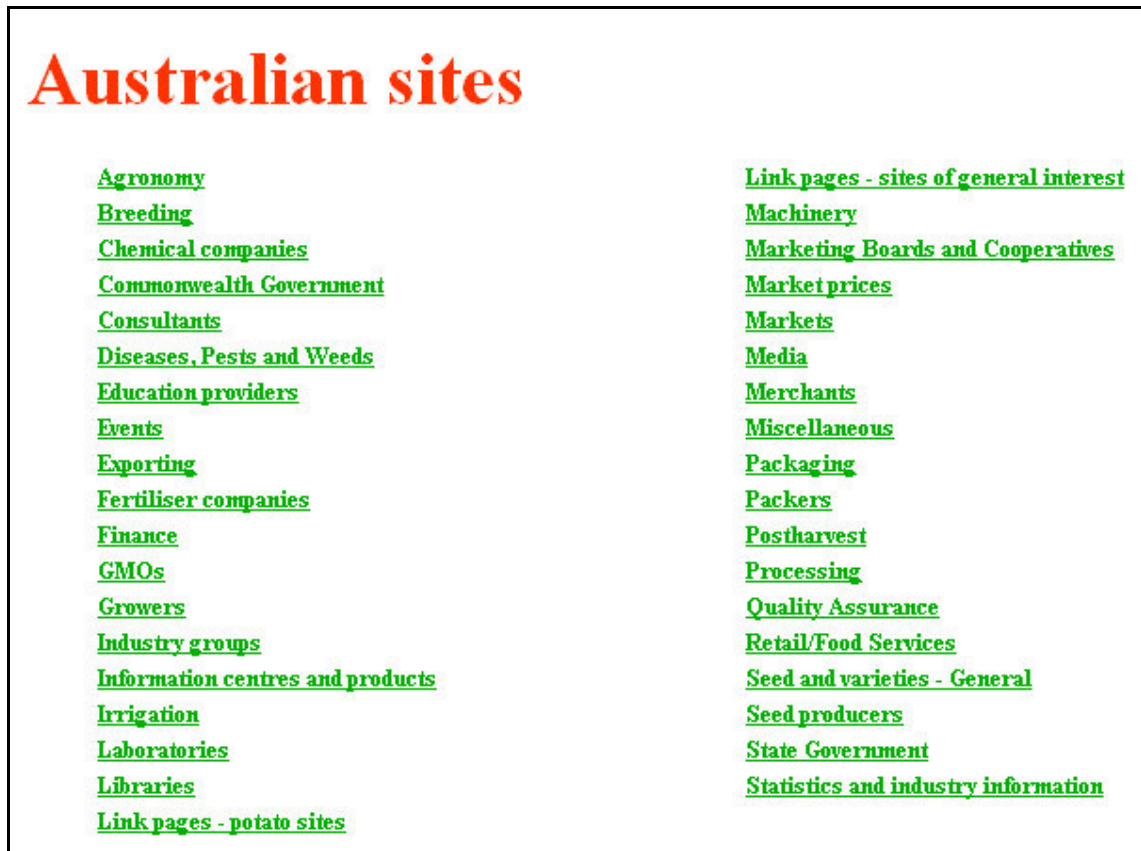 Australian sites
Agronomy
Breeding
Chemical companies
Commonwealth Government
Consultants
Diseases, Pests and Weeds
Education providers
Events
Exporting
Fertiliser companies
Finance
GMOs
Growers
Industry groups
Information centres and products
Irrigation
Laboratories
Libraries
Link pages - potato sites
Link pages - sites of general interest
Machinery
Marketing Boards and Cooperatives
Market prices
Markets
Media
Merchants
Miscellaneous
Packaging
Packers
Postharvest
Processing
Quality Assurance
Retail/Food Services
Seed and varieties - General
Seed producers
State Government
Statistics and industry information